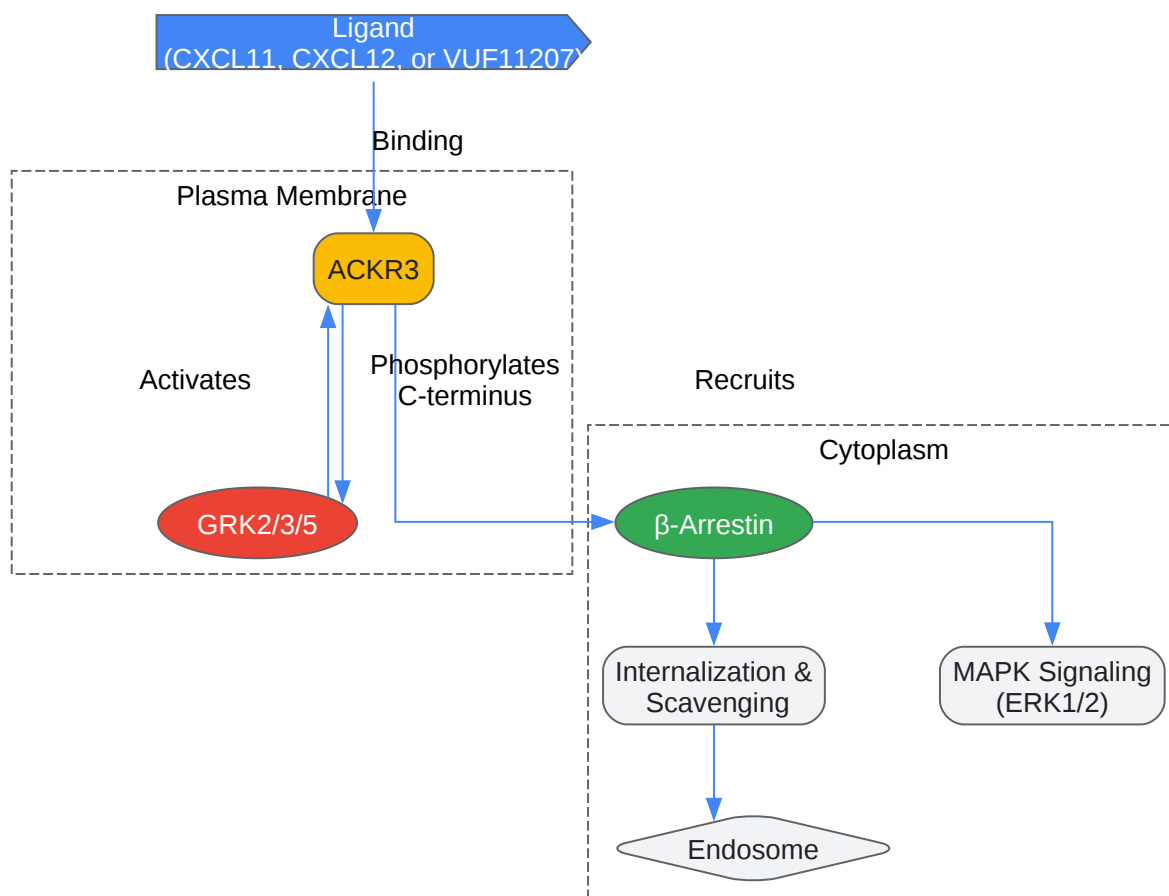 Ligand
(CXCL11, CXCL12, or VUF11207)
Binding
Plasma Membrane
ACKR3
Activates
Phosphorylates
C-terminus
Recruits
Cytoplasm
GRK2/3/5
β-Arrestin
Internalization &
Scavenging
MAPK Signaling
(ERK1/2)
Endosome